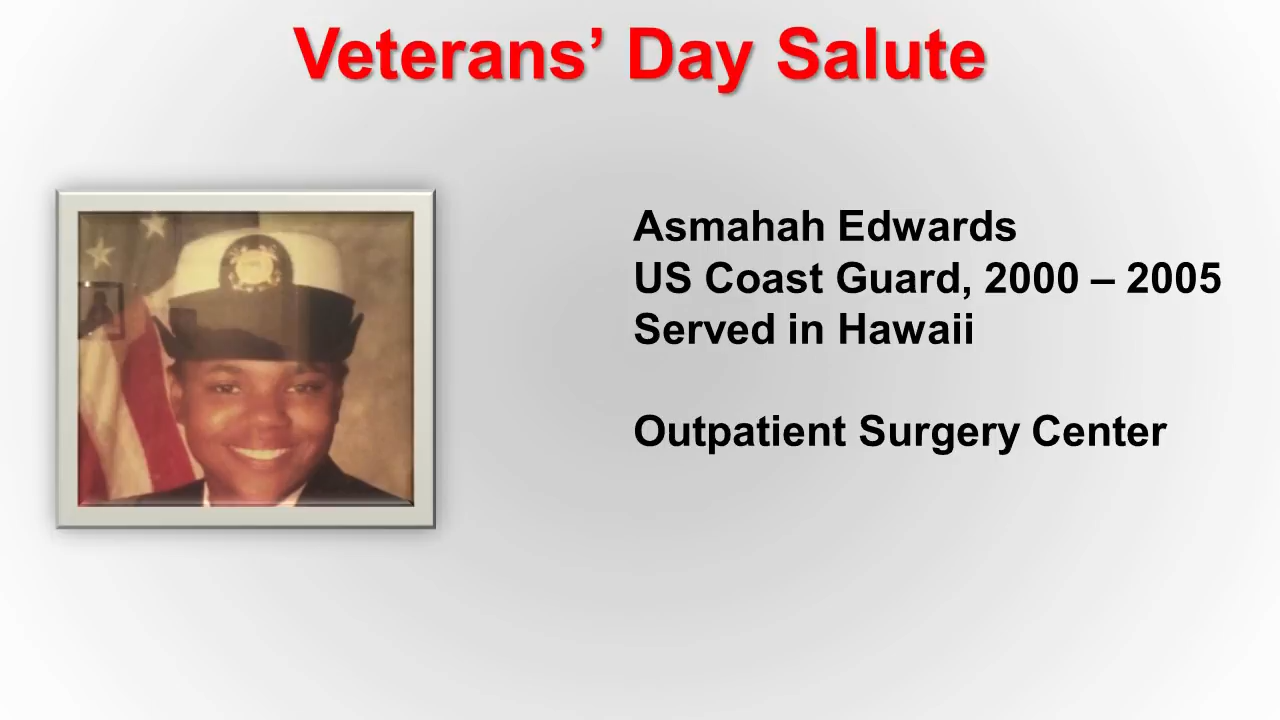 Veterans’ Day Salute
Asmahah Edwards
US Coast Guard, 2000 – 2005
Served in Hawaii
Outpatient Surgery Center